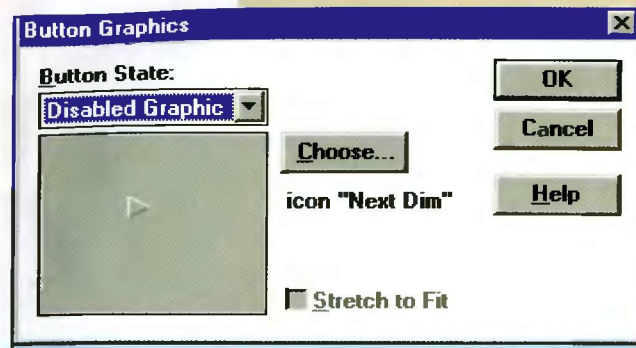 Button Graphics
Button State:
Disabled Graphic
Choose...
icon "Next Dim"
Stretch to Fit
OK
Cancel
Help